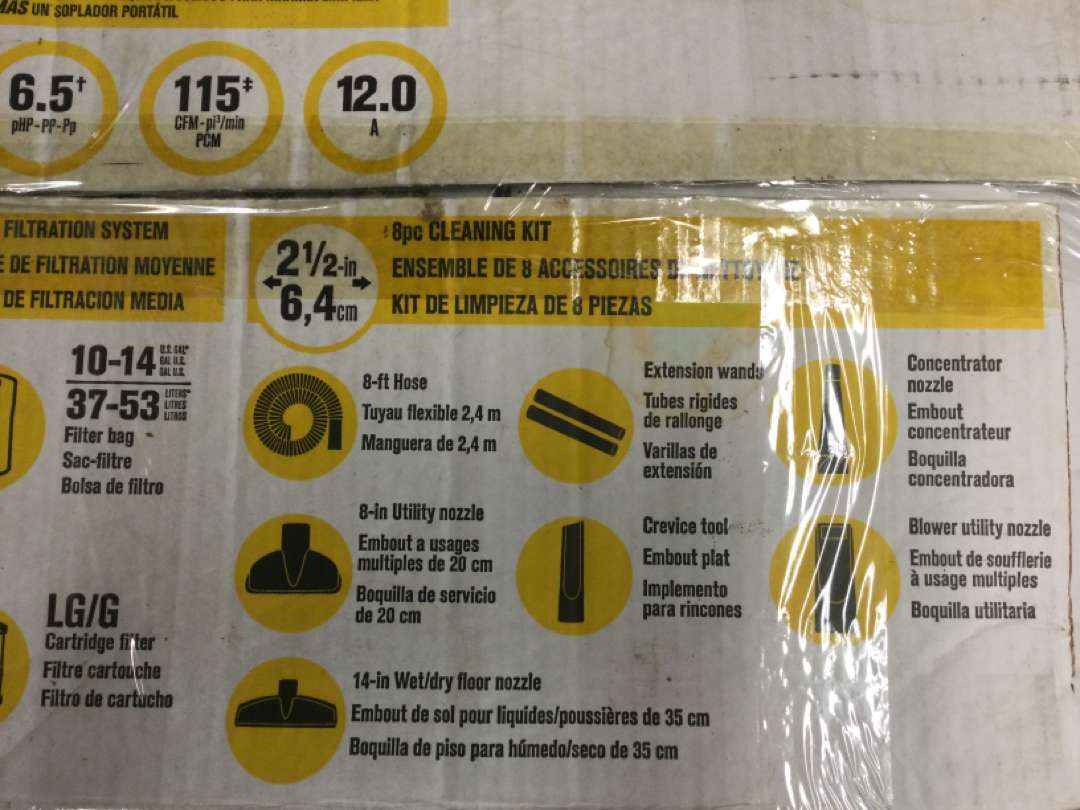 MÁS UN SOPLADOR PORTÁTIL
6.5†
pHP-PP-Pp
115‡
CFM-pi³/min
PCM
12.0
A
FILTRATION SYSTEM
E DE FILTRATION MOYENNE
DE FILTRACION MEDIA
2½-in
6,4cm
8pc CLEANING KIT
ENSEMBLE DE 8 ACCESSOIRES
KIT DE LIMPIEZA DE 8 PIEZAS
10-14 U.S. GAL*
GAL U.S.
GAL U.S.
37-53 LITERS*
LITRES
LITROS
Filter bag
Sac-filtre
Bolsa de filtro
LG/G
Cartridge filter
Filtre cartouche
Filtro de cartucho
8-ft Hose
Tuyau flexible 2,4 m
Manguera de 2,4 m
Extension wands
Tubes rigides
de rallonge
Varillas de
extensión
Concentrator
nozzle
Embout
concentrateur
Boquilla
concentradora
8-in Utility nozzle
Embout a usages
multiples de 20 cm
Boquilla de servicio
de 20 cm
Crevice tool
Embout plat
Implemento
para rincones
Blower utility nozzle
Embout de soufflerie
à usage multiples
Boquilla utilitaria
14-in Wet/dry floor nozzle
Embout de sol pour liquides/poussières de 35 cm
Boquilla de piso para húmedo/seco de 35 cm